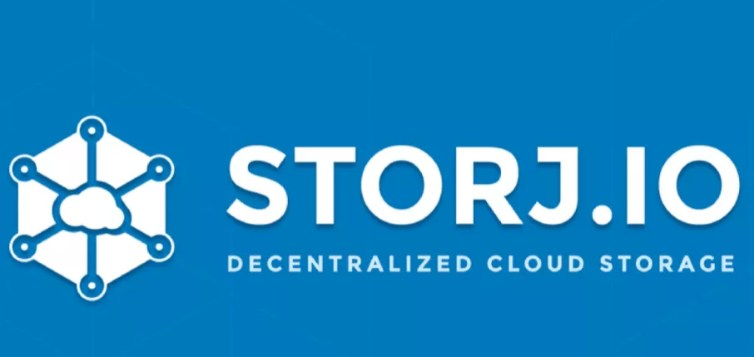 STORJ.IO
DECENTRALIZED CLOUD STORAGE